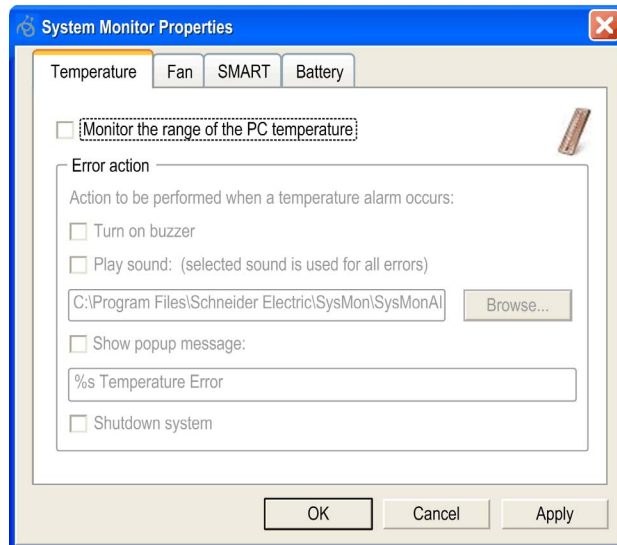 System Monitor Properties
Temperature Fan SMART Battery
Monitor the range of the PC temperature
Error action
Action to be performed when a temperature alarm occurs:
Turn on buzzer
Play sound: (selected sound is used for all errors)
C:\Program Files\Schneider Electric\SysMon\SysMonAl Browse...
Show popup message:
%s Temperature Error
Shutdown system
OK Cancel Apply